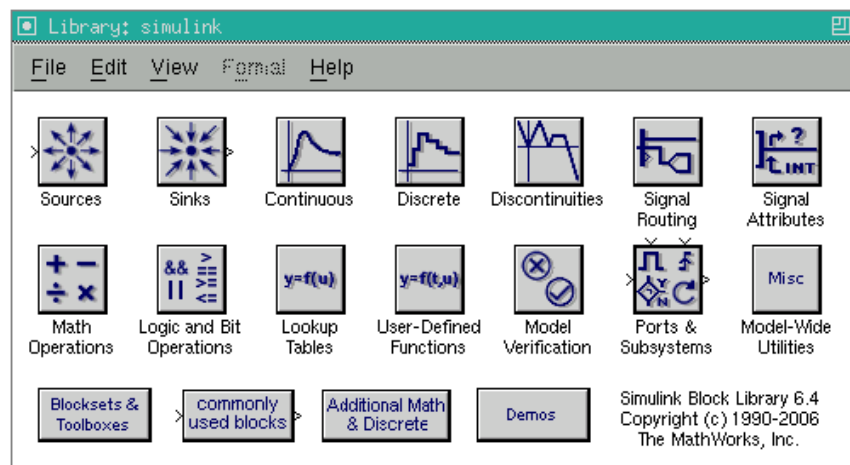 Library: simulink
File Edit View Format Help
Sources Sinks Continuous Discrete Discontinuities Signal Routing Signal Attributes
? t. INT
+ − ÷ × && || > == >= <= y=f(u) y=f(t,u) Y N Misc
Math Operations Logic and Bit Operations Lookup Tables User-Defined Functions Model Verification Ports & Subsystems Model-Wide Utilities
Blocksets & Toolboxes
commonly used blocks
Additional Math & Discrete
Demos
Simulink Block Library 6.4
Copyright (c) 1990-2006
The MathWorks, Inc.